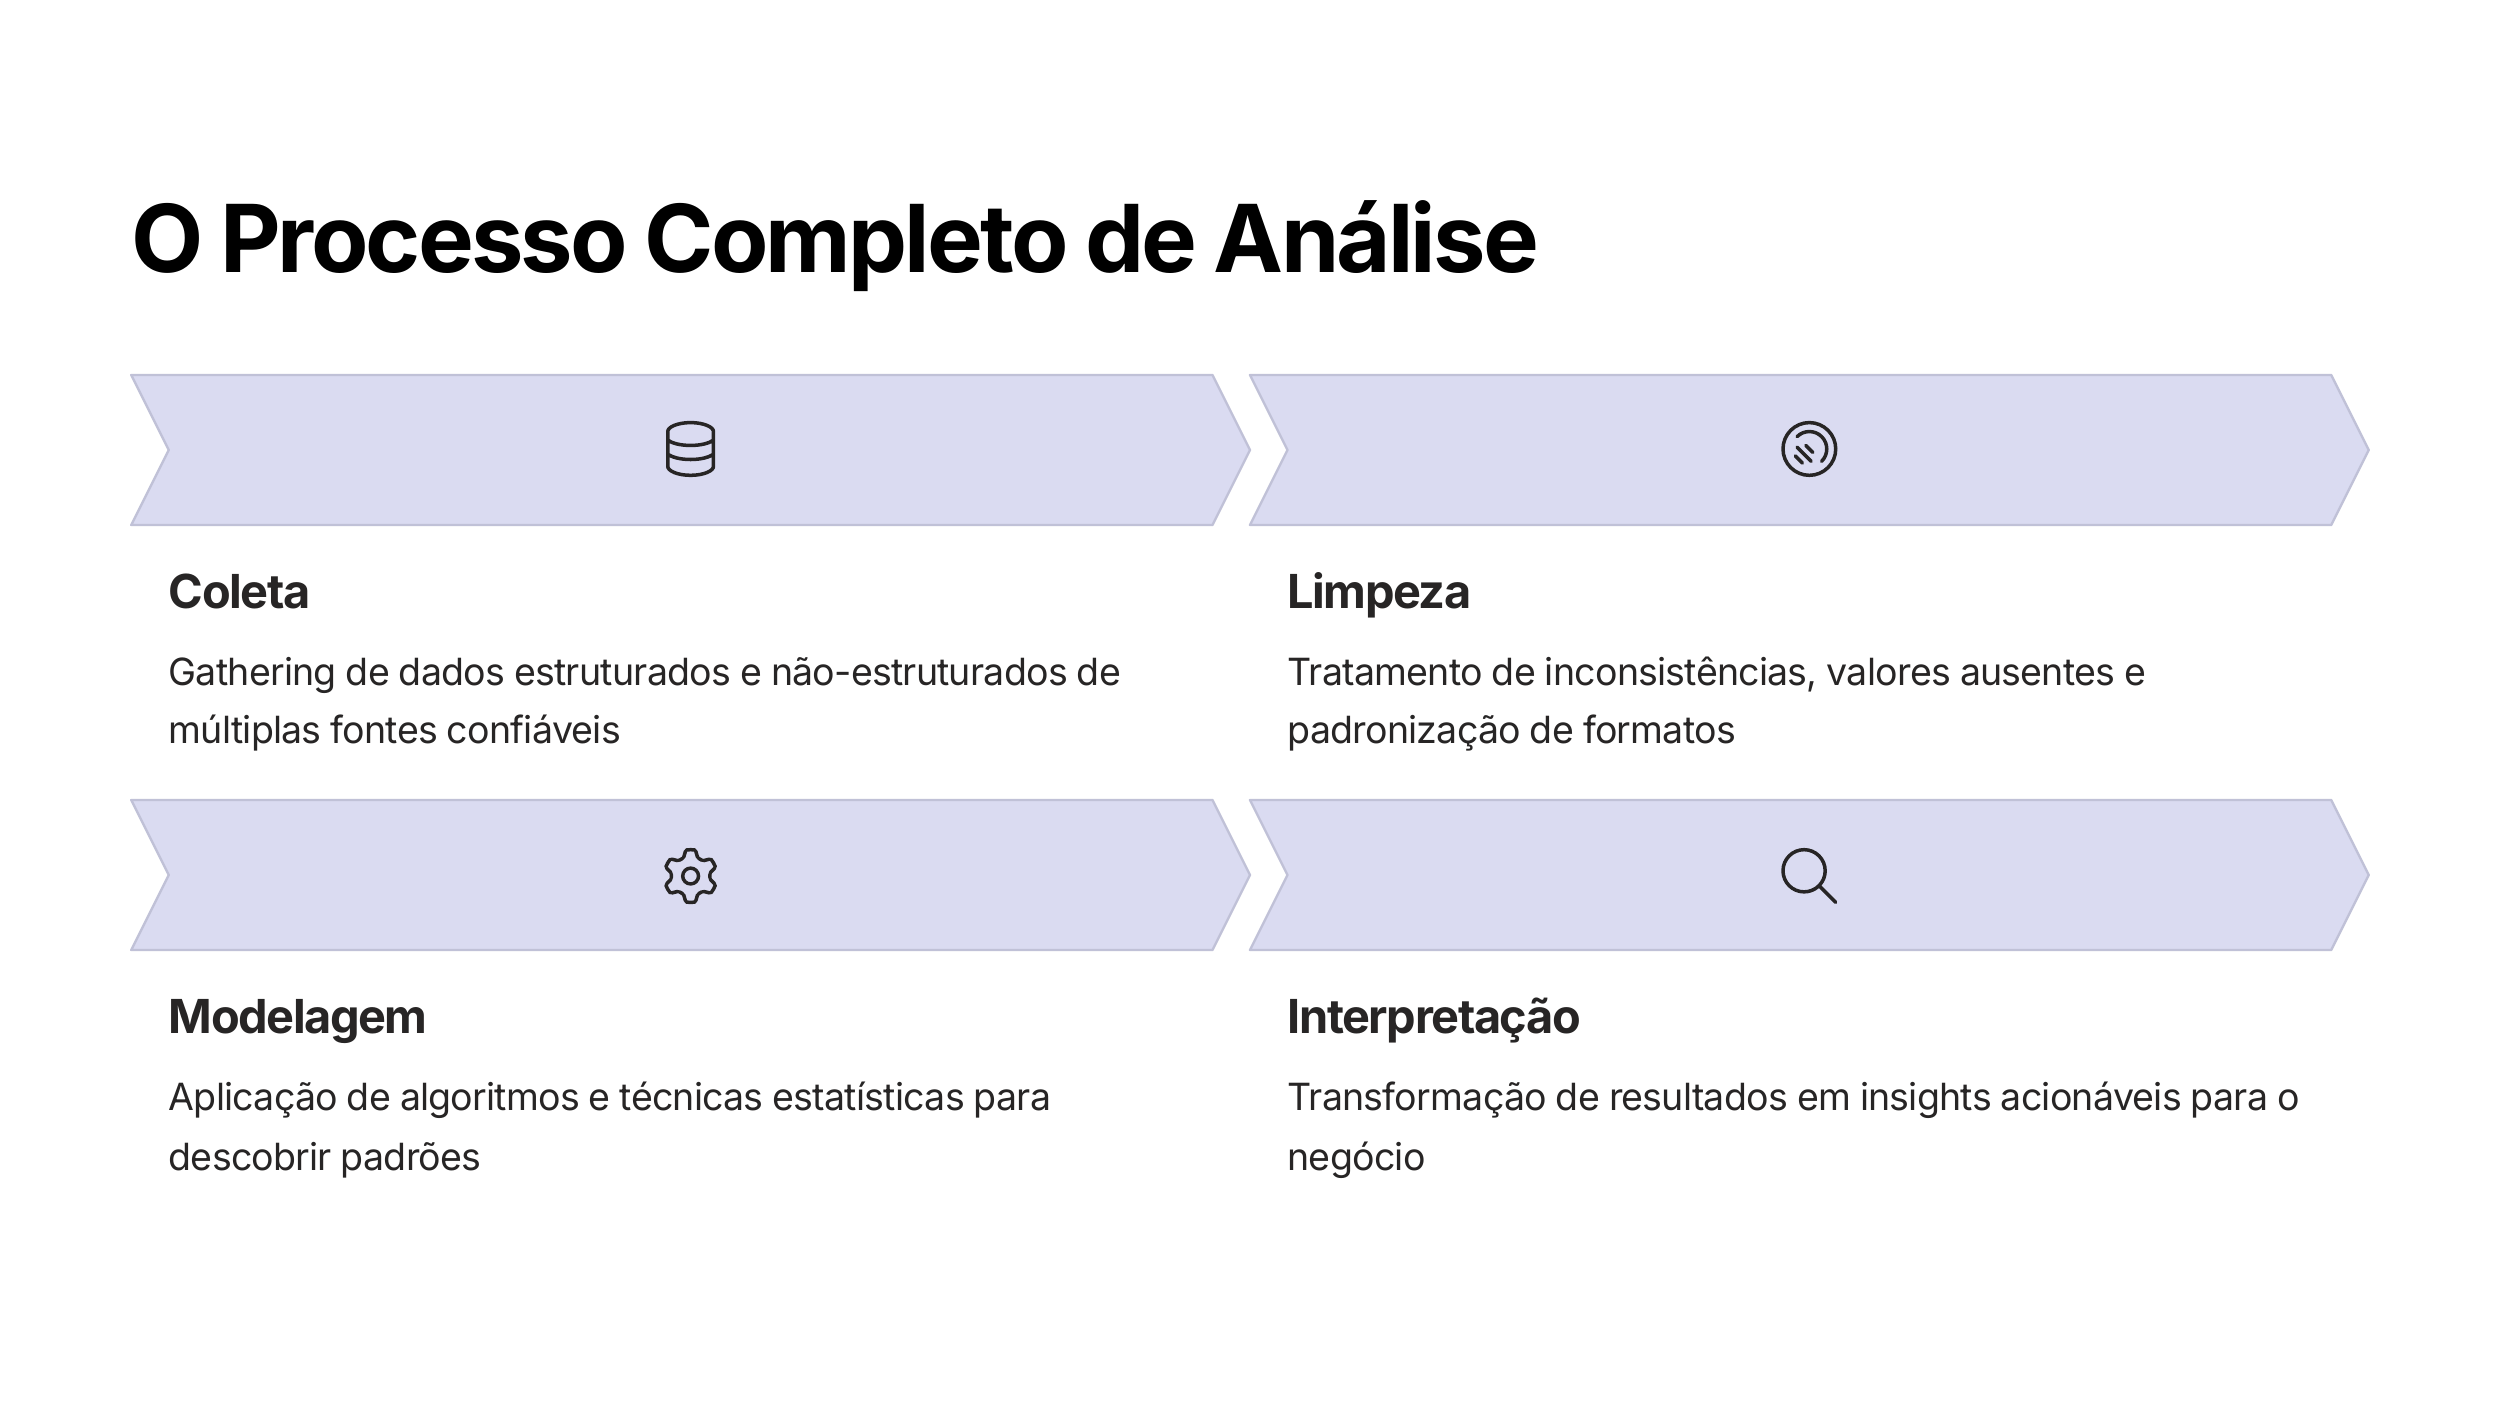 O Processo Completo de Análise
Coleta
Gathering de dados estruturados e não-estruturados de
múltiplas fontes confiáveis
Limpeza
Tratamento de inconsistências, valores ausentes e
padronização de formatos
Modelagem
Aplicação de algoritmos e técnicas estatísticas para
descobrir padrões
Interpretação
Transformação de resultados em insights acionáveis para o
negócio